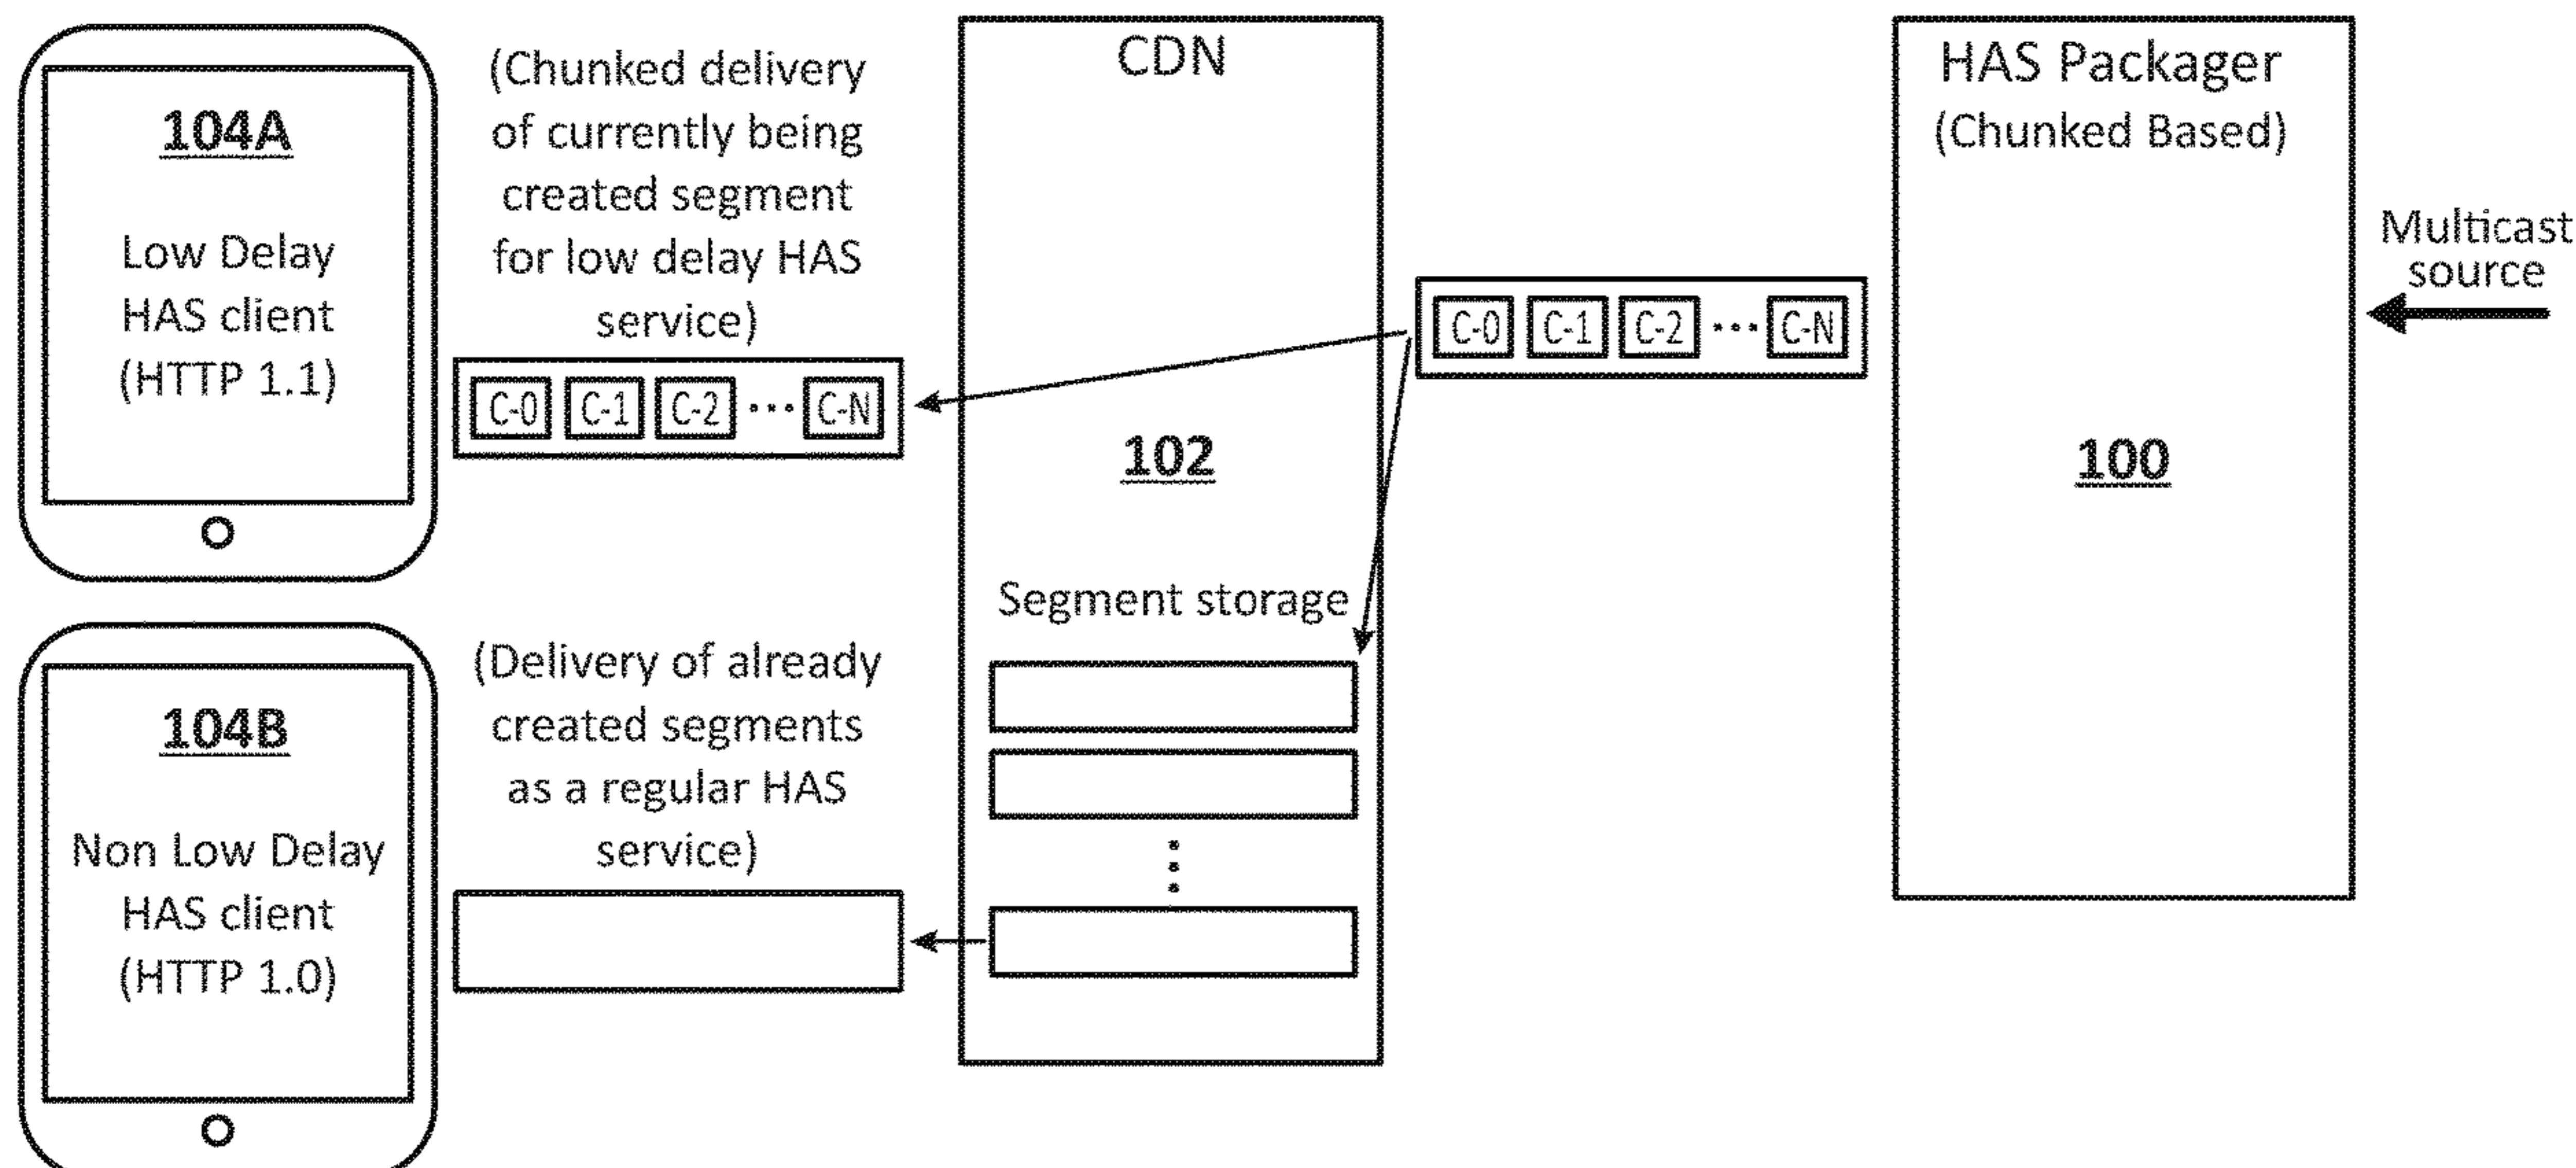 104A
Low Delay
HAS client
(HTTP 1.1)
(Chunked delivery
of currently being
created segment
for low delay HAS
service)
C-0 C-1 C-2 ... C-N
CDN
102
Segment storage
C-0 C-1 C-2 ... C-N
HAS Packager
(Chunked Based)
100
Multicast
source
104B
Non Low Delay
HAS client
(HTTP 1.0)
(Delivery of already
created segments
as a regular HAS
service)